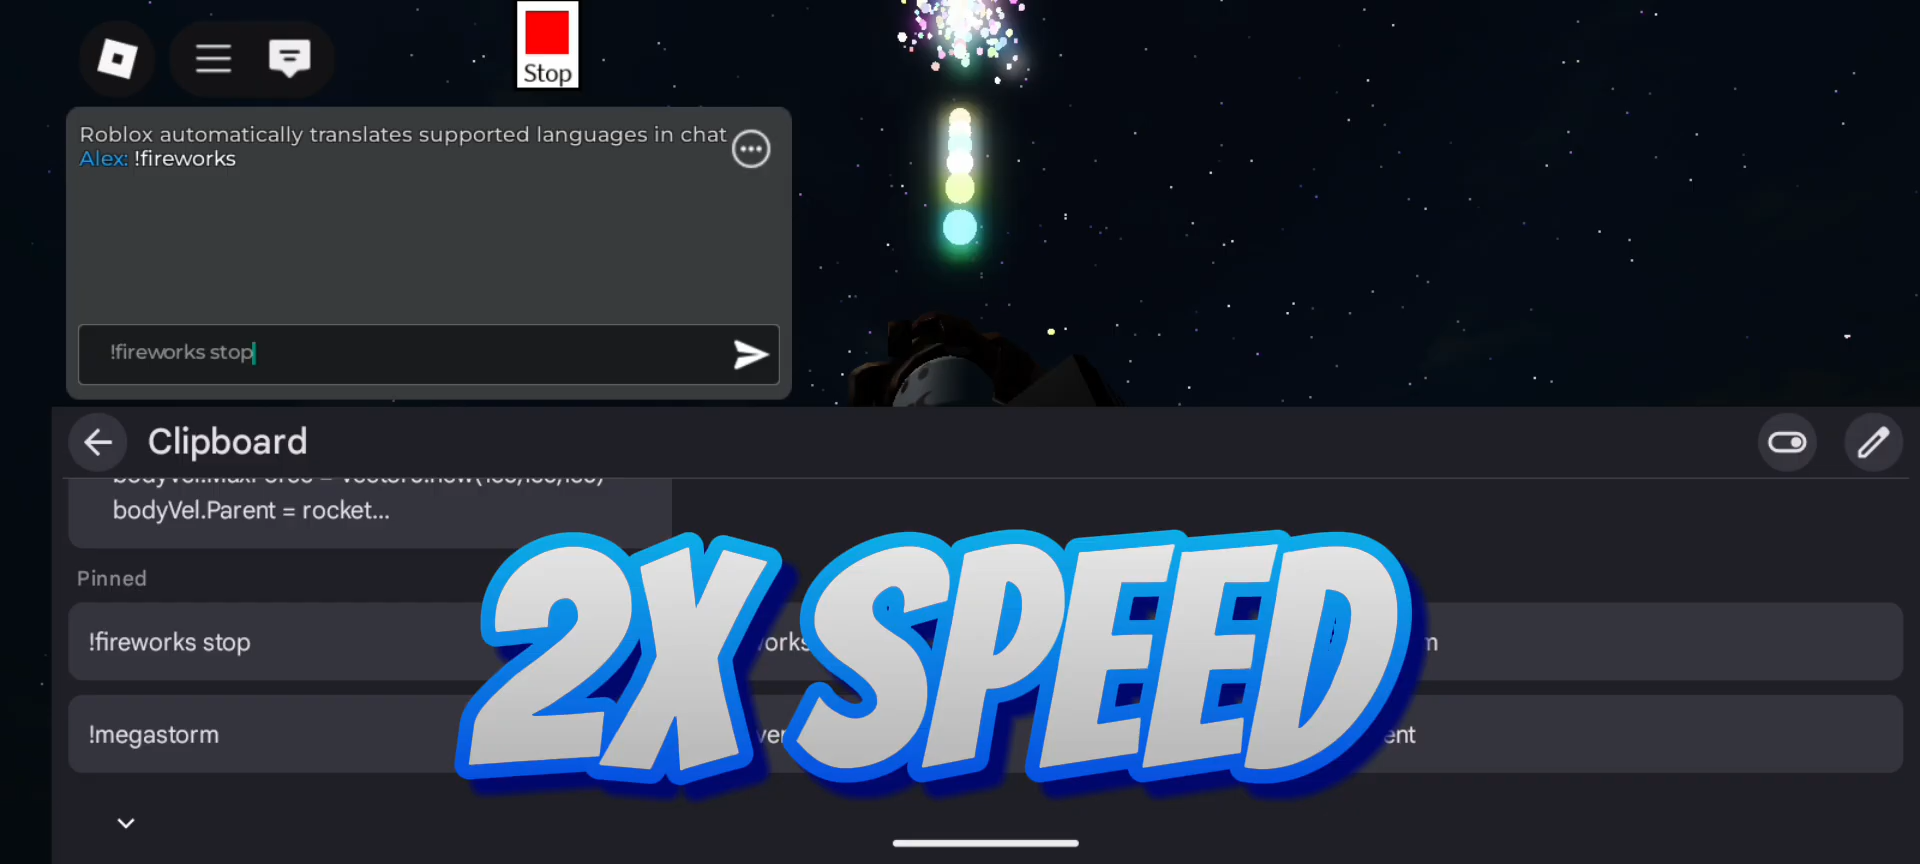 Stop
Roblox automatically translates supported languages in chat
Alex: !fireworks
!fireworks stop
Clipboard
bodyVel.Parent = rocket...
Pinned
!fireworks stop
!megastorm
2X SPEED